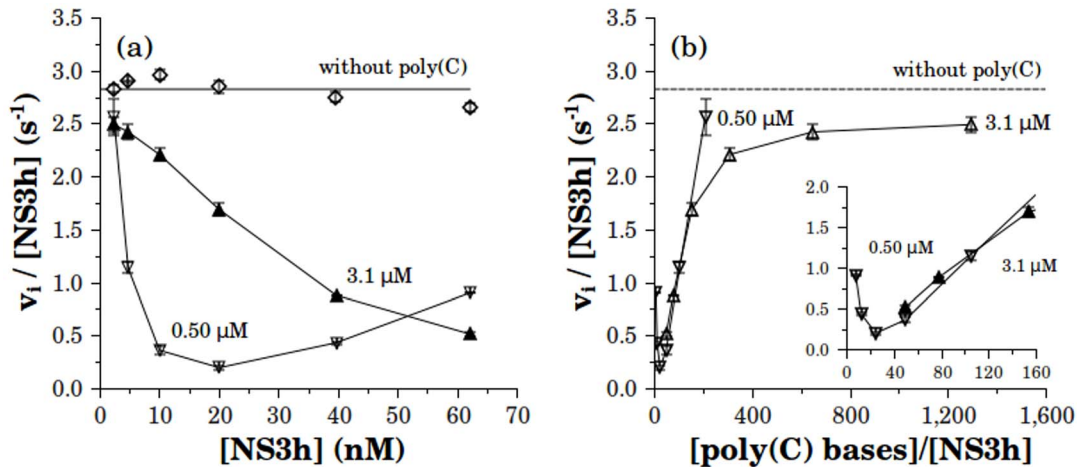 (a)
without poly(C)
3.1 µM
0.50 µM
3.5
3.0
2.5
2.0
1.5
1.0
0.5
0.0
vi / [NS3h] (s-1)
0 10 20 30 40 50 60 70
[NS3h] (nM)
(b)
without poly(C)
0.50 µM
3.1 µM
3.5
3.0
2.5
2.0
1.5
1.0
0.5
0.0
vi / [NS3h] (s-1)
0 400 800 1,200 1,600
[poly(C) bases]/[NS3h]
2.0
1.5
1.0
0.5
0.0
0.50 µM
3.1 µM
0 40 80 120 160